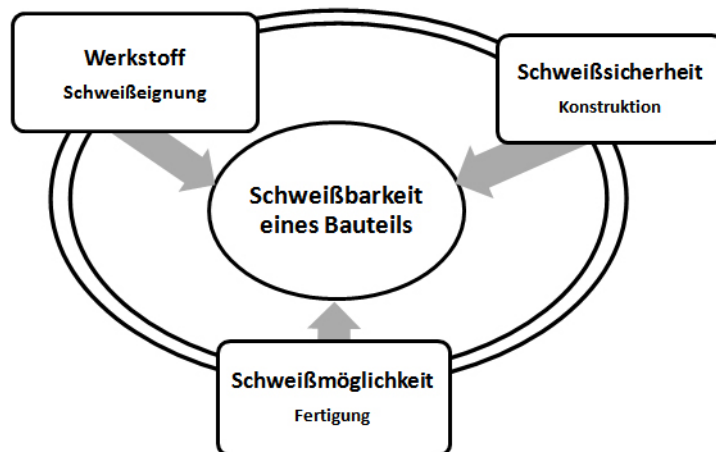 Werkstoff
Schweißeignung
Schweißsicherheit
Konstruktion
Schweißbarkeit
eines Bauteils
Schweißmöglichkeit
Fertigung